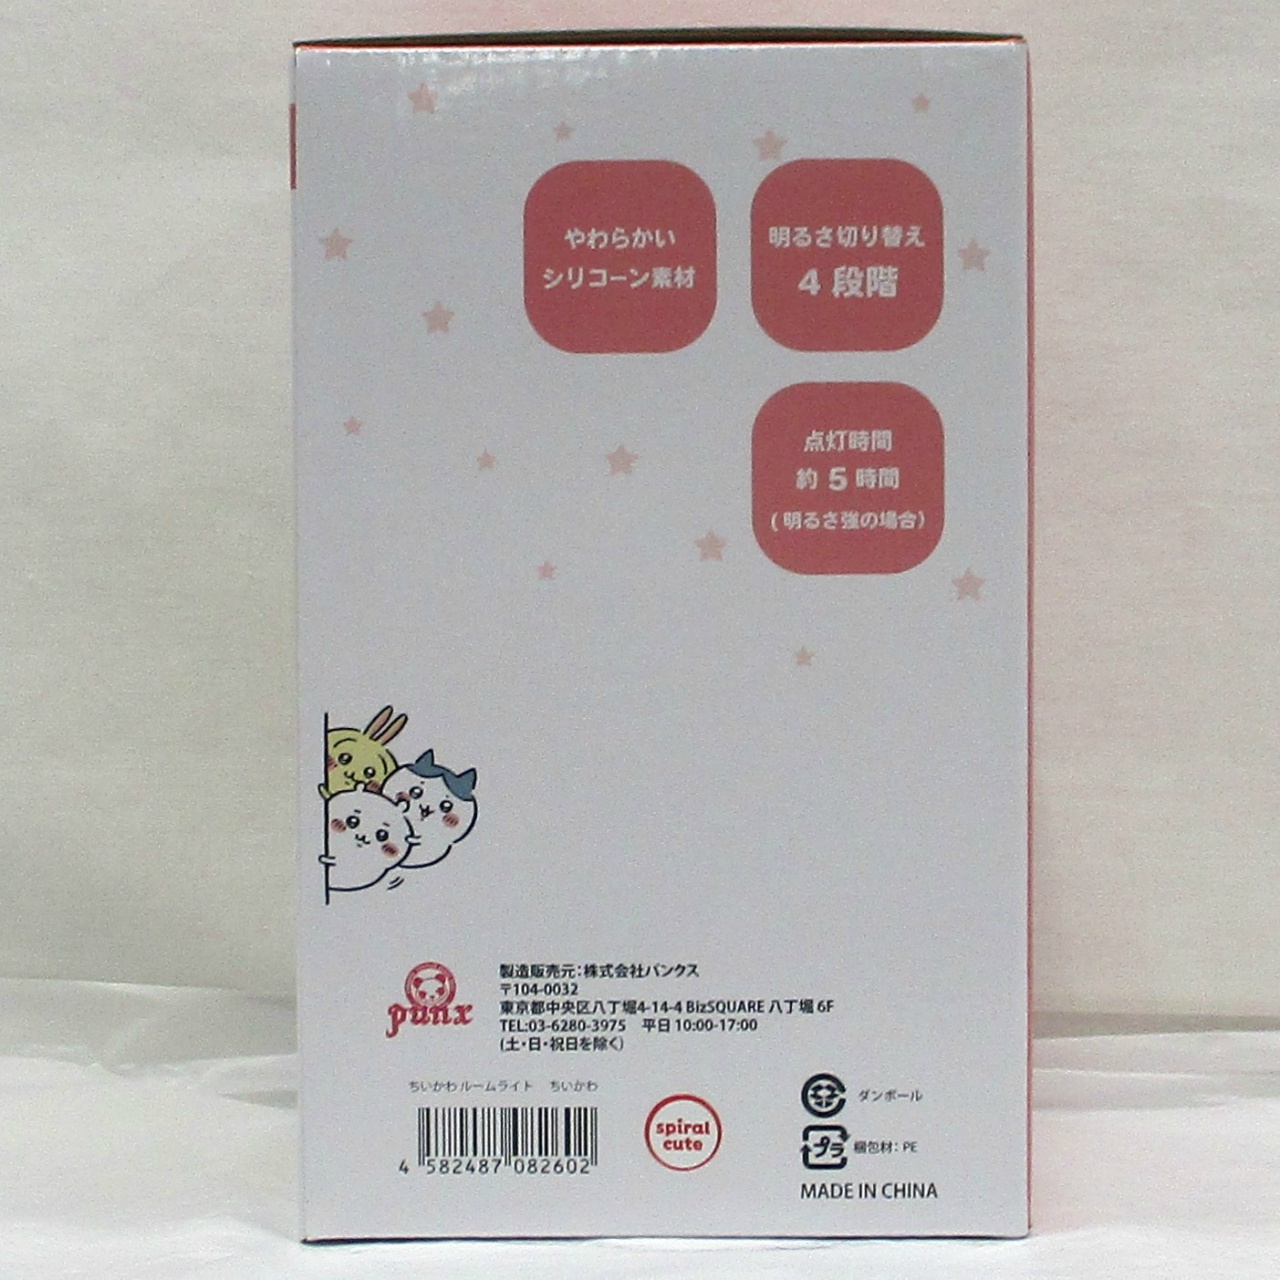 やわらかい
シリコーン素材
明るさ切り替え
4 段階
点灯時間
約 5 時間
(明るさ強の場合)
punx
製造販売元:株式会社パンクス
〒104-0032
東京都中央区八丁堀4-14-4 BizSQUARE 八丁堀 6F
TEL:03-6280-3975 平日 10:00-17:00
(土・日・祝日を除く)
ちいかわ ルームライト ちいかわ
4 582487 082602
spiral
cute
ダンボール
プラ
梱包材: PE
MADE IN CHINA